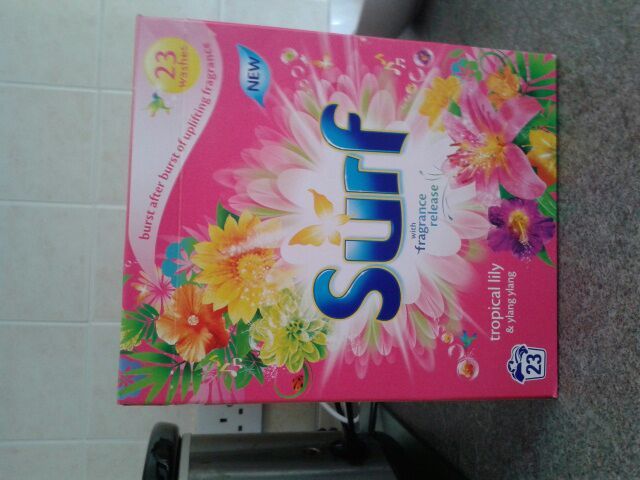 23
washes
burst after burst of uplifting fragrance
NEW
Surf
with
fragrance
release
tropical lily
& ylang ylang
23